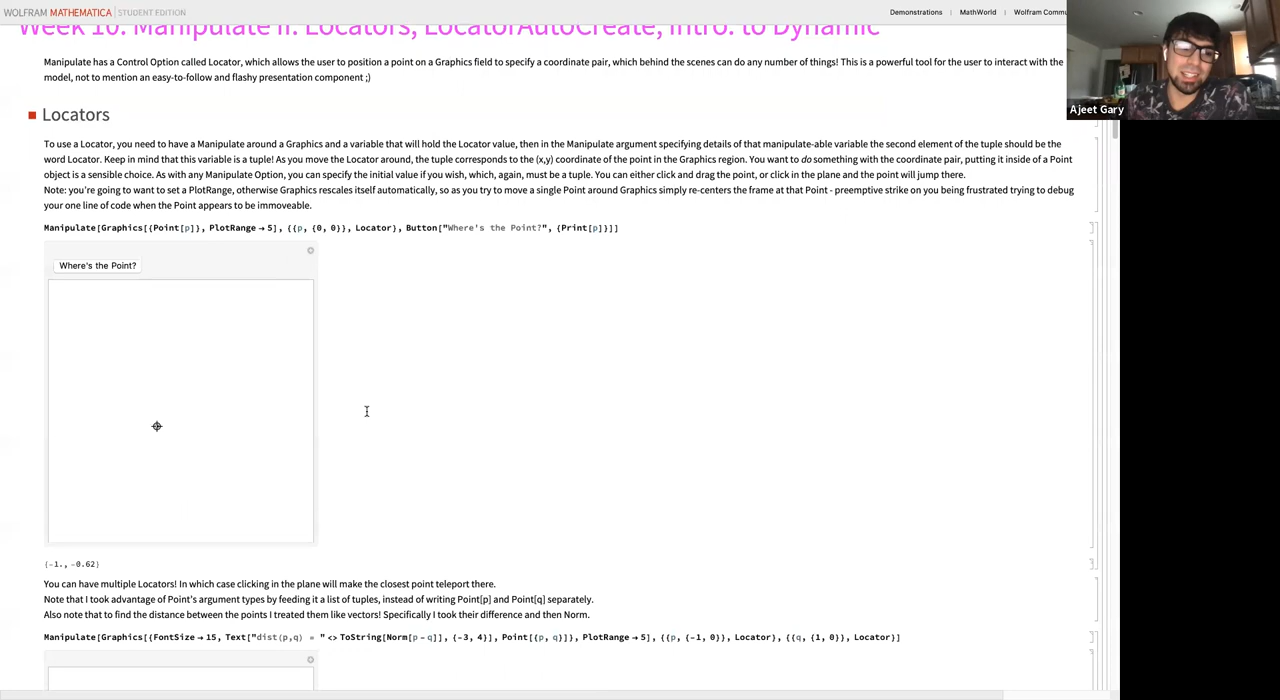 WOLFRAM MATHEMATICA | STUDENT EDITION
Demonstrations | MathWorld | Wolfram Commu
Week 10: Manipulate II: Locators, LocatorAutoCreate, Intro. to Dynamic
Manipulate has a Control Option called Locator, which allows the user to position a point on a Graphics field to specify a coordinate pair, which behind the scenes can do any number of things! This is a powerful tool for the user to interact with the
model, not to mention an easy-to-follow and flashy presentation component ;)
Ajeet Gary
Locators
To use a Locator, you need to have a Manipulate around a Graphics and a variable that will hold the Locator value, then in the Manipulate argument specifying details of that manipulate-able variable the second element of the tuple should be the
word Locator. Keep in mind that this variable is a tuple! As you move the Locator around, the tuple corresponds to the (x,y) coordinate of the point in the Graphics region. You want to do something with the coordinate pair, putting it inside of a Point
object is a sensible choice. As with any Manipulate Option, you can specify the initial value if you wish, which, again, must be a tuple. You can either click and drag the point, or click in the plane and the point will jump there.
Note: you're going to want to set a PlotRange, otherwise Graphics rescales itself automatically, so as you try to move a single Point around Graphics simply re-centers the frame at that Point - preemptive strike on you being frustrated trying to debug
your one line of code when the Point appears to be immoveable.
Manipulate[Graphics[{Point[p]}, PlotRange → 5], {{p, {0, 0}}, Locator}, Button["Where's the Point?", {Print[p]}]]
Where's the Point?
{-1., -0.62}
You can have multiple Locators! In which case clicking in the plane will make the closest point teleport there.
Note that I took advantage of Point's argument types by feeding it a list of tuples, instead of writing Point[p] and Point[q] separately.
Also note that to find the distance between the points I treated them like vectors! Specifically I took their difference and then Norm.
Manipulate[Graphics[{FontSize → 15, Text["dist(p,q) = " <> ToString[Norm[p - q]], {-3, 4}], Point[{p, q}]}, PlotRange → 5], {{p, {-1, 0}}, Locator}, {{q, {1, 0}}, Locator}]